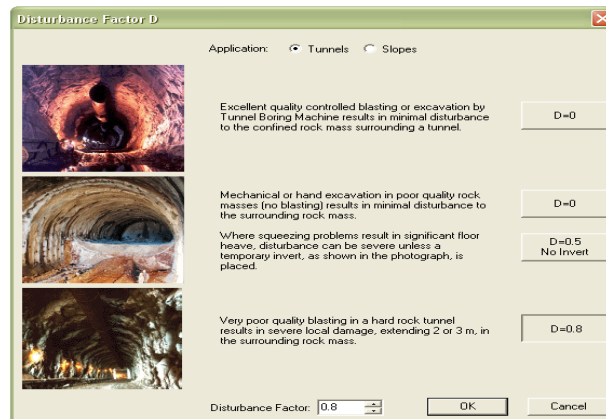 Disturbance Factor D
Application: Tunnels Slopes
Excellent quality controlled blasting or excavation by
Tunnel Boring Machine results in minimal disturbance
to the confined rock mass surrounding a tunnel.
D=0
Mechanical or hand excavation in poor quality rock
masses (no blasting) results in minimal disturbance to
the surrounding rock mass.
D=0
Where squeezing problems result in significant floor
heave, disturbance can be severe unless a
temporary invert, as shown in the photograph, is
placed.
D=0.5
No Invert
Very poor quality blasting in a hard rock tunnel
results in severe local damage, extending 2 or 3 m, in
the surrounding rock mass.
D=0.8
Disturbance Factor: 0.8
OK
Cancel